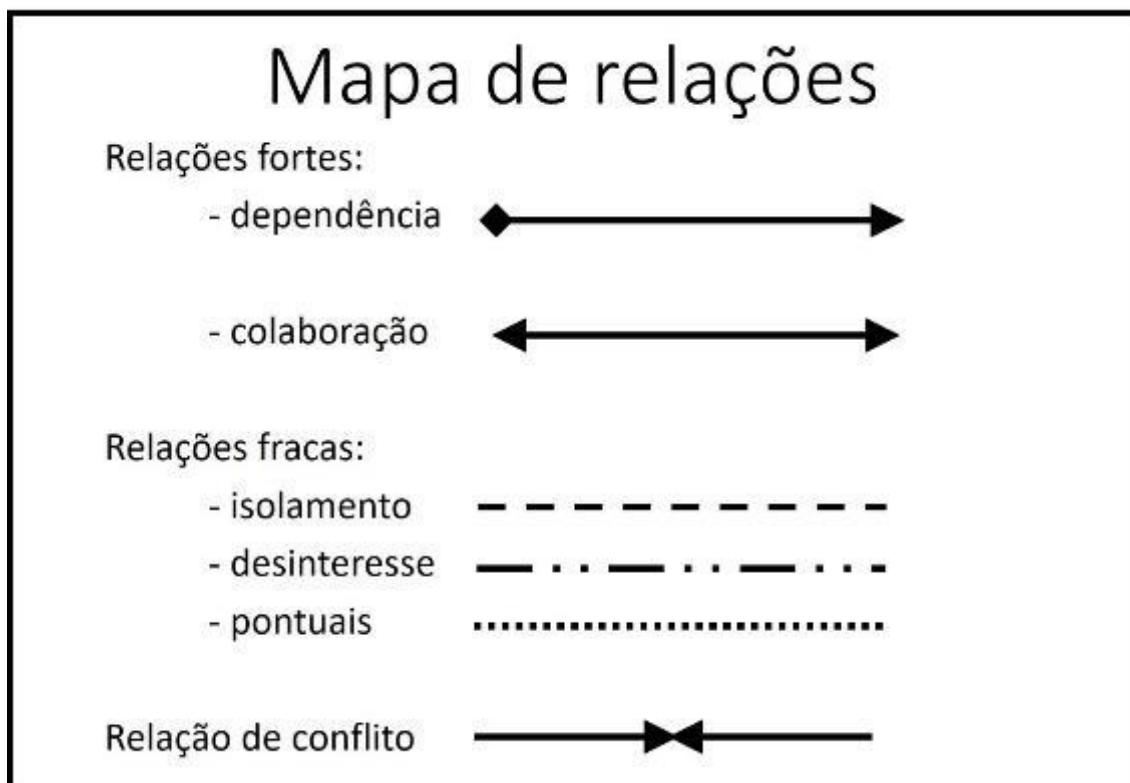 Mapa de relações
Relações fortes:
- dependência
- colaboração
Relações fracas:
- isolamento
- desinteresse
- pontuais
Relação de conflito